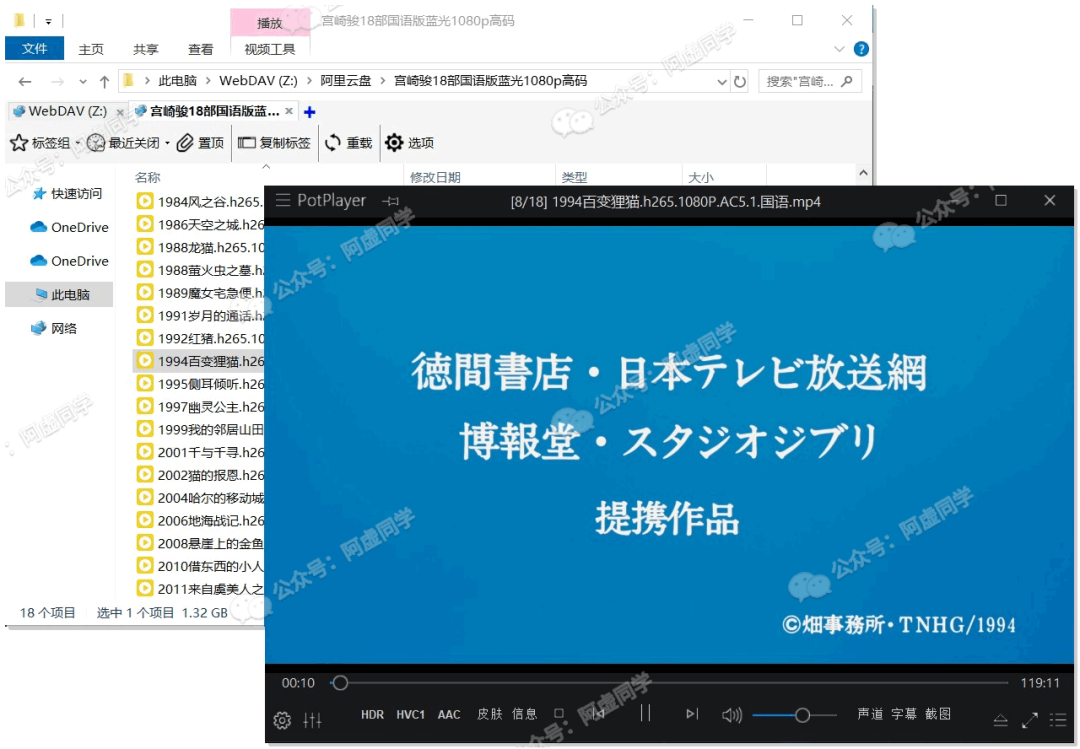 播放
宫崎骏18部国语版蓝光1080p高码
文件
主页
共享
查看
视频工具
此电脑
WebDAV (Z:)
阿里云盘
宫崎骏18部国语版蓝光1080p高码
搜索"宫崎...
WebDAV (Z:)
宫崎骏18部国语版蓝...
标签组
最近关闭
置顶
复制标签
重载
选项
名称
修改日期
类型
大小
快速访问
OneDrive
OneDrive
此电脑
网络
1984风之谷.h265.
1986天空之城.h26
1988龙猫.h265.10
1988萤火虫之墓.h
1989魔女宅急便.h
1991岁月的童话.h
1992红猪.h265.10
1994百变狸猫.h26
1995侧耳倾听.h26
1997幽灵公主.h26
1999我的邻居山田
2001千与千寻.h26
2002猫的报恩.h26
2004哈尔的移动城
2006地海战记.h26
2008悬崖上的金鱼
2010借东西的小人
2011来自虞美人之
18 个项目
选中 1 个项目 1.32 GB
PotPlayer
[8/18] 1994百变狸猫.h265.1080P.AC5.1.国语.mp4
徳間書店・日本テレビ放送網
博報堂・スタジオジブリ
提携作品
©畑事務所・TNHG/1994
00:10
119:11
HDR
HVC1
AAC
皮肤
信息
声道
字幕
截图
公众号：阿虚同学